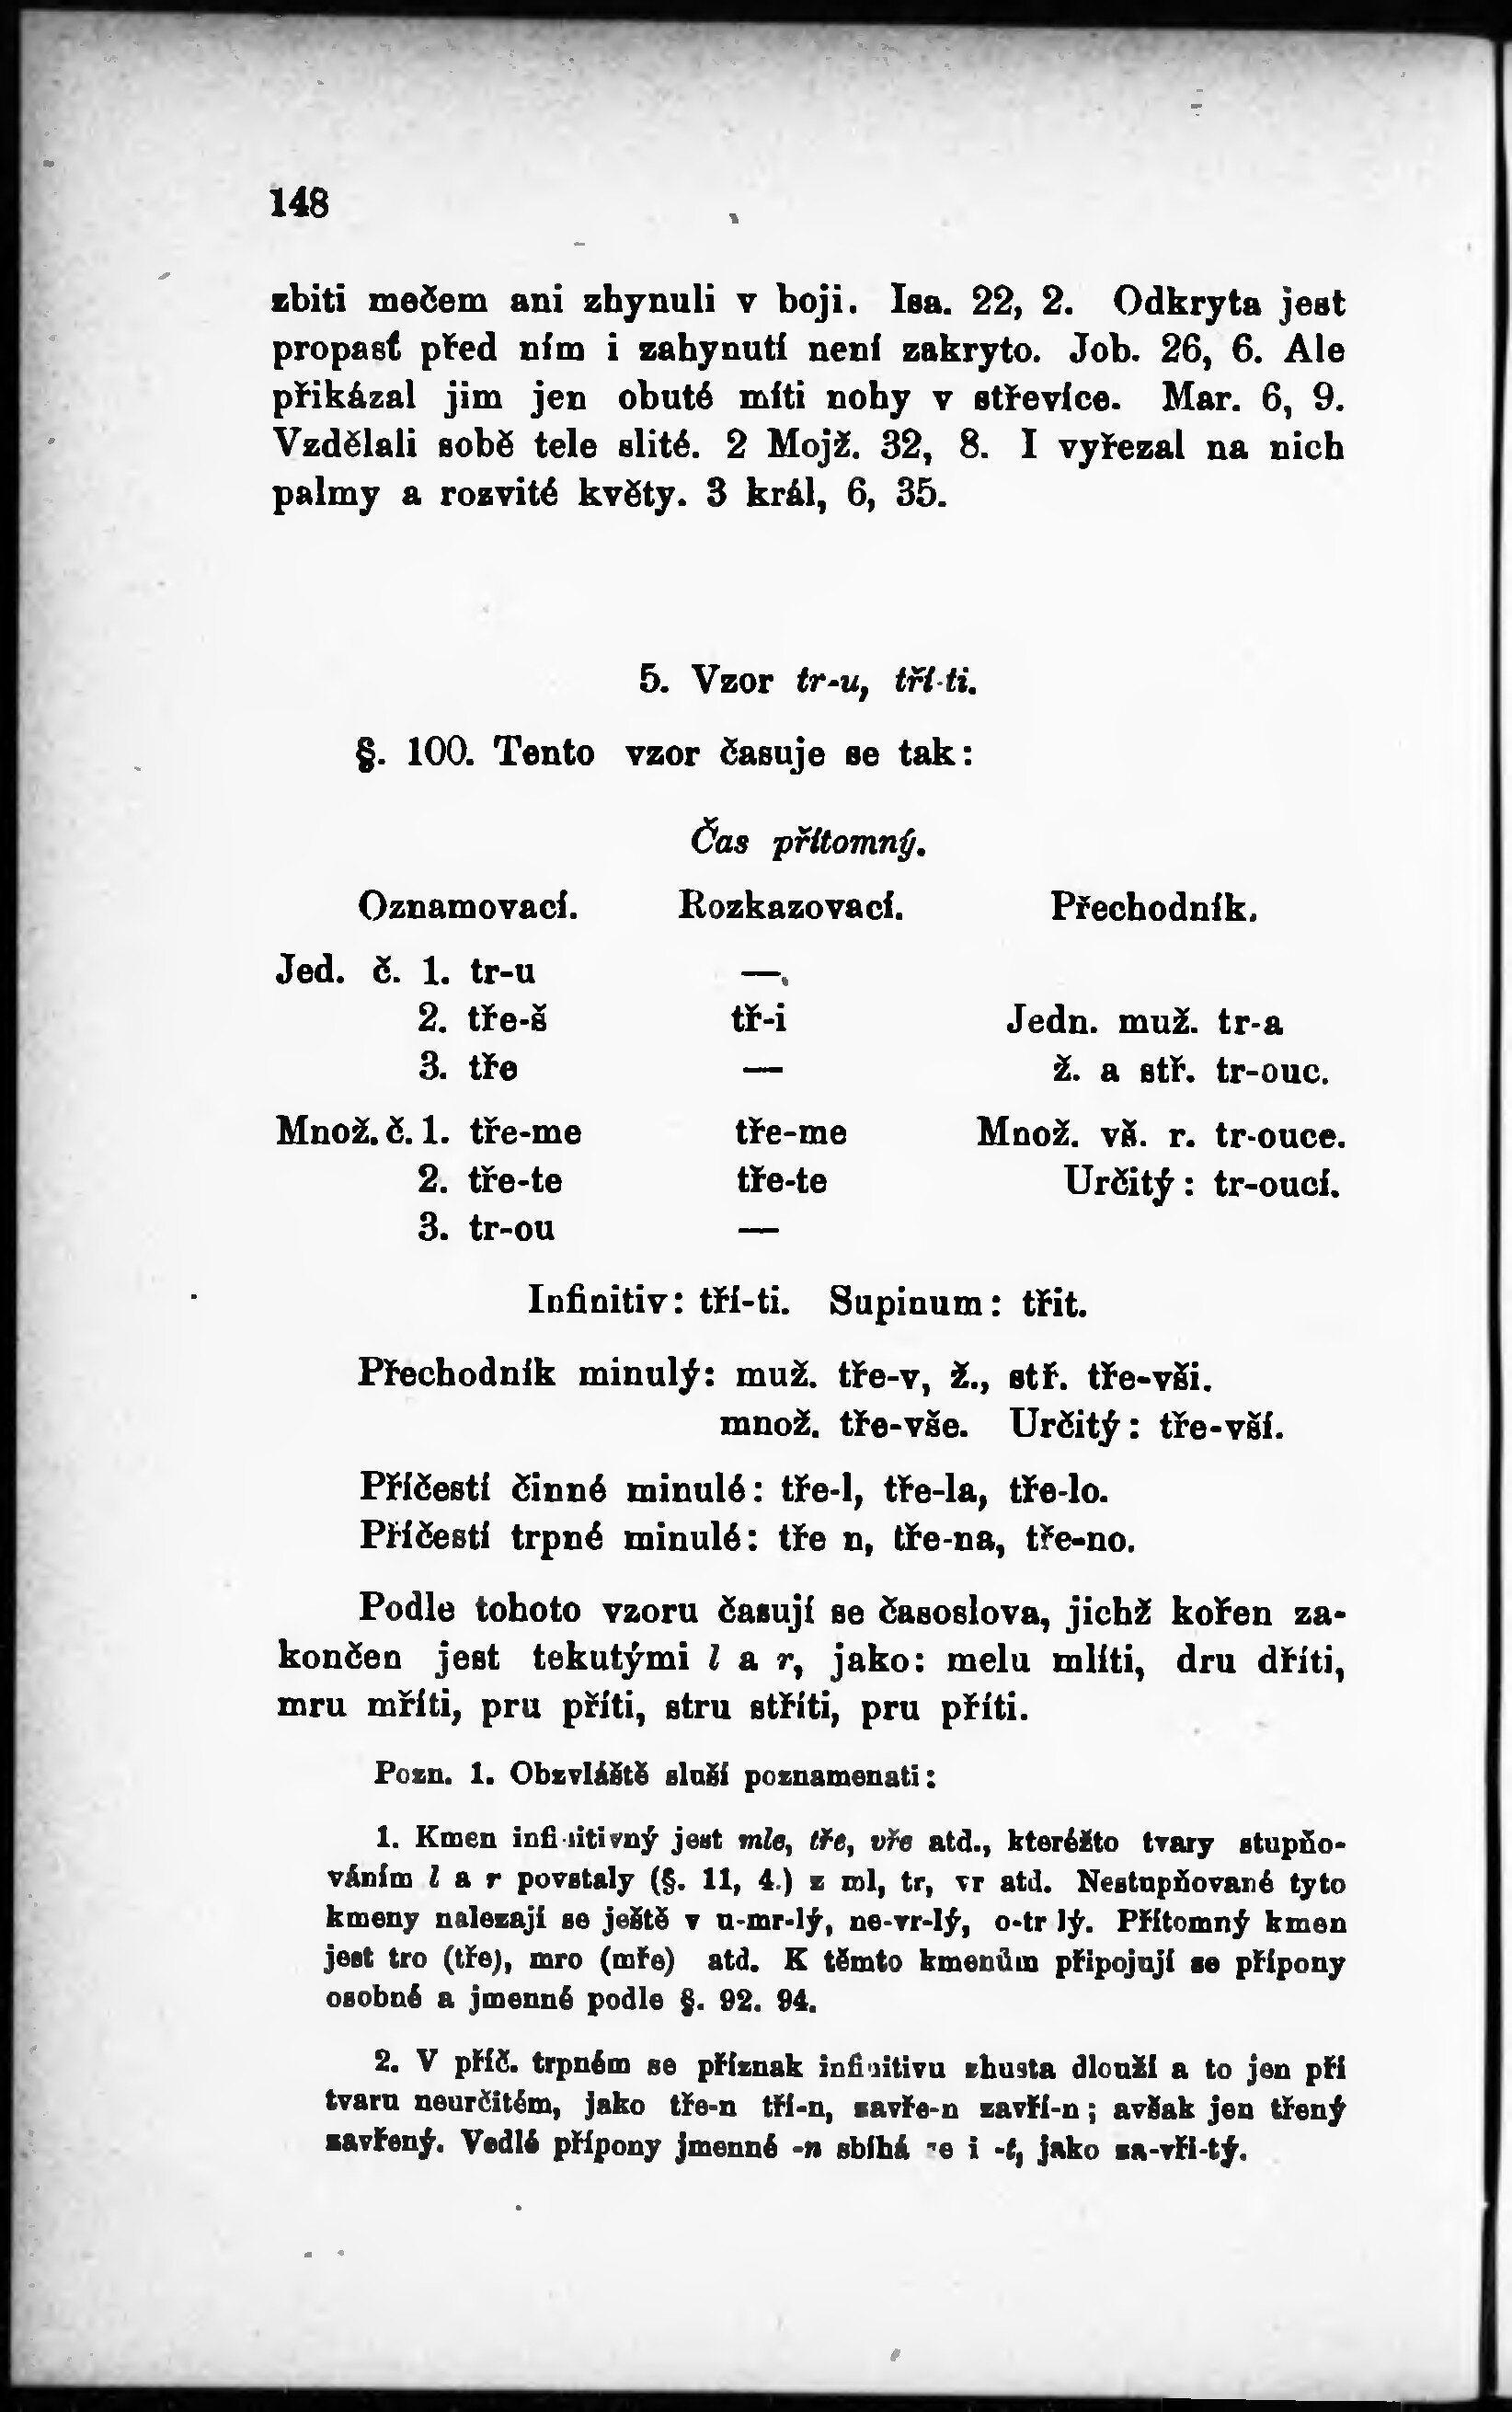 148
zbiti mečem ani zhynuli v boji. Isa. 22, 2. Odkryta jest
propasť před ním i zahynutí není zakryto. Job. 26, 6. Ale
přikázal jim jen obuté míti nohy v střevíce. Mar. 6, 9.
Vzdělali sobě tele slité. 2 Mojž. 32, 8. I vyřezal na nich
palmy a rozvité květy. 3 král, 6, 35.
5. Vzor tr-u, tří-ti.
§. 100. Tento vzor časuje se tak:
Čas přítomný.
Oznamovací. Rozkazovací. Přechodník.
Jed. č. 1. tr-u —
2. tře-š tř-i Jedn. muž. tr-a
3. tře — ž. a stř. tr-ouc.
Množ. č. 1. tře-me tře-me Množ. vš. r. tr-ouce.
2. tře-te tře-te Určitý: tr-oucí.
3. tr-ou —
Infinitiv: tří-ti. Supinum: třit.
Přechodník minulý: muž. tře-v, ž., stř. tře-vši.
množ. tře-vše. Určitý: tře-vší.
Příčestí činné minulé: tře-l, tře-la, tře-lo.
Příčestí trpné minulé: tře n, tře-na, tře-no.
Podle tohoto vzoru časují se časoslova, jichž kořen za-
končen jest tekutými l a r, jako: melu mlíti, dru dříti,
mru mříti, pru příti, stru stříti, pru příti.
Pozn. 1. Obzvláště sluší poznamenati:
1. Kmen infinitivný jest mle, tře, vře atd., kteréžto tvary stupňo-
váním l a r povstaly (§. 11, 4.) z ml, tr, vr atd. Nestupňované tyto
kmeny nalezají se ještě v u-mr-lý, ne-vr-lý, o-tr lý. Přítomný kmen
jest tro (tře), mro (mře) atd. K těmto kmenům připojují se přípony
osobné a jmenné podle §. 92. 94.
2. V příč. trpném se příznak infinitivu zhusta dlouží a to jen při
tvaru neurčitém, jako tře-n tří-n, zavře-n zavří-n; avšak jen třený
zavřený. Vedlé přípony jmenné -n sbíhá se i -t, jako za-vři-tý.